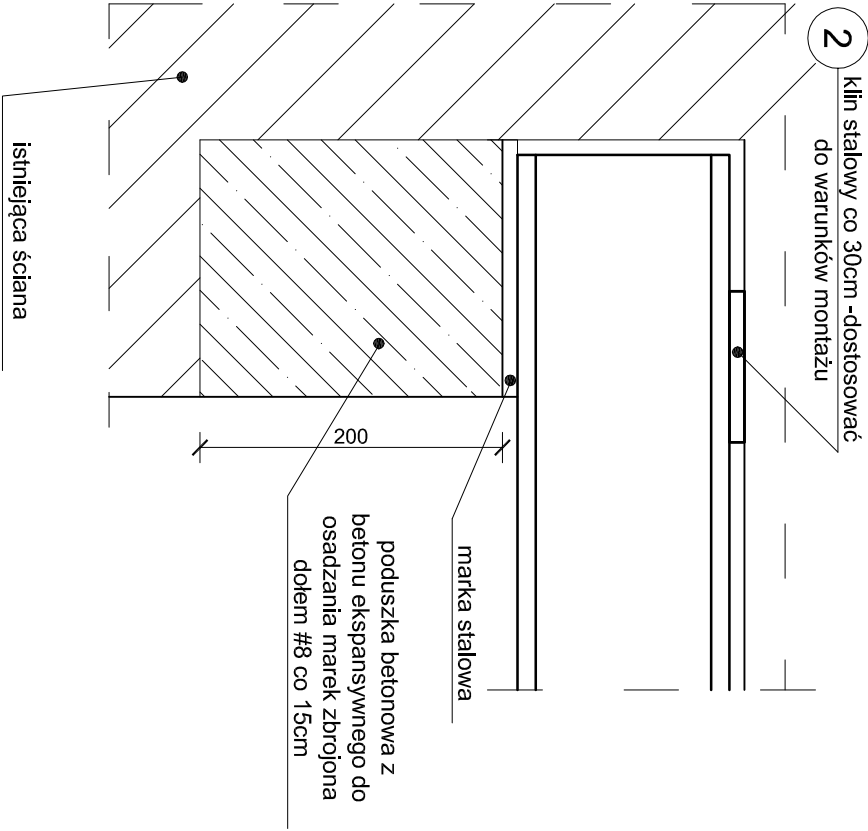 2
klin stalowy co 30cm -dostosować
do warunków montażu
istniejąca ściana
200
marka stalowa
poduszka betonowa z
betonu ekspansywnego do
osadzania marek zbrojona
dołem #8 co 15cm